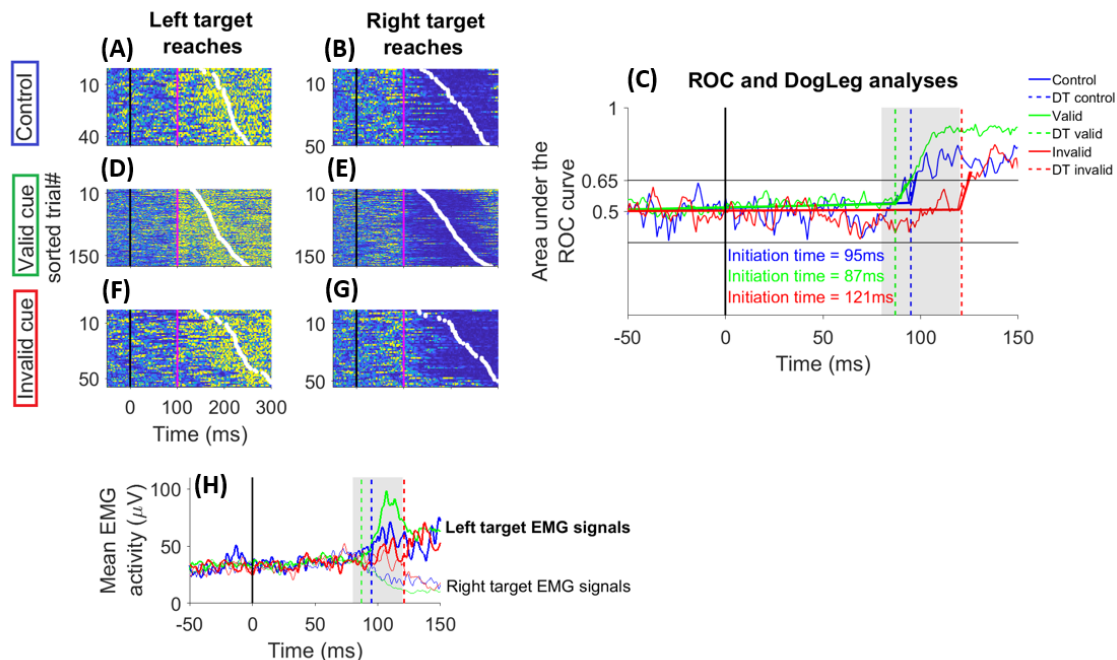 Left target
reaches
Right target
reaches
(A)
(B)
Control
10
40
10
50
(D)
(E)
Valid cue
sorted trial#
10
150
10
150
(F)
(G)
Invalid cue
10
50
10
50
0 100 200 300
Time (ms)
(C) ROC and DogLeg analyses
Area under the
ROC curve
1
0.65
0.5
Initiation time = 95ms
Initiation time = 87ms
Initiation time = 121ms
-50 0 50 100 150
Time (ms)
Control
DT control
Valid
DT valid
Invalid
DT invalid
(H)
Mean EMG
activity (μV)
100
50
0
Left target EMG signals
Right target EMG signals
-50 0 50 100 150
Time (ms)